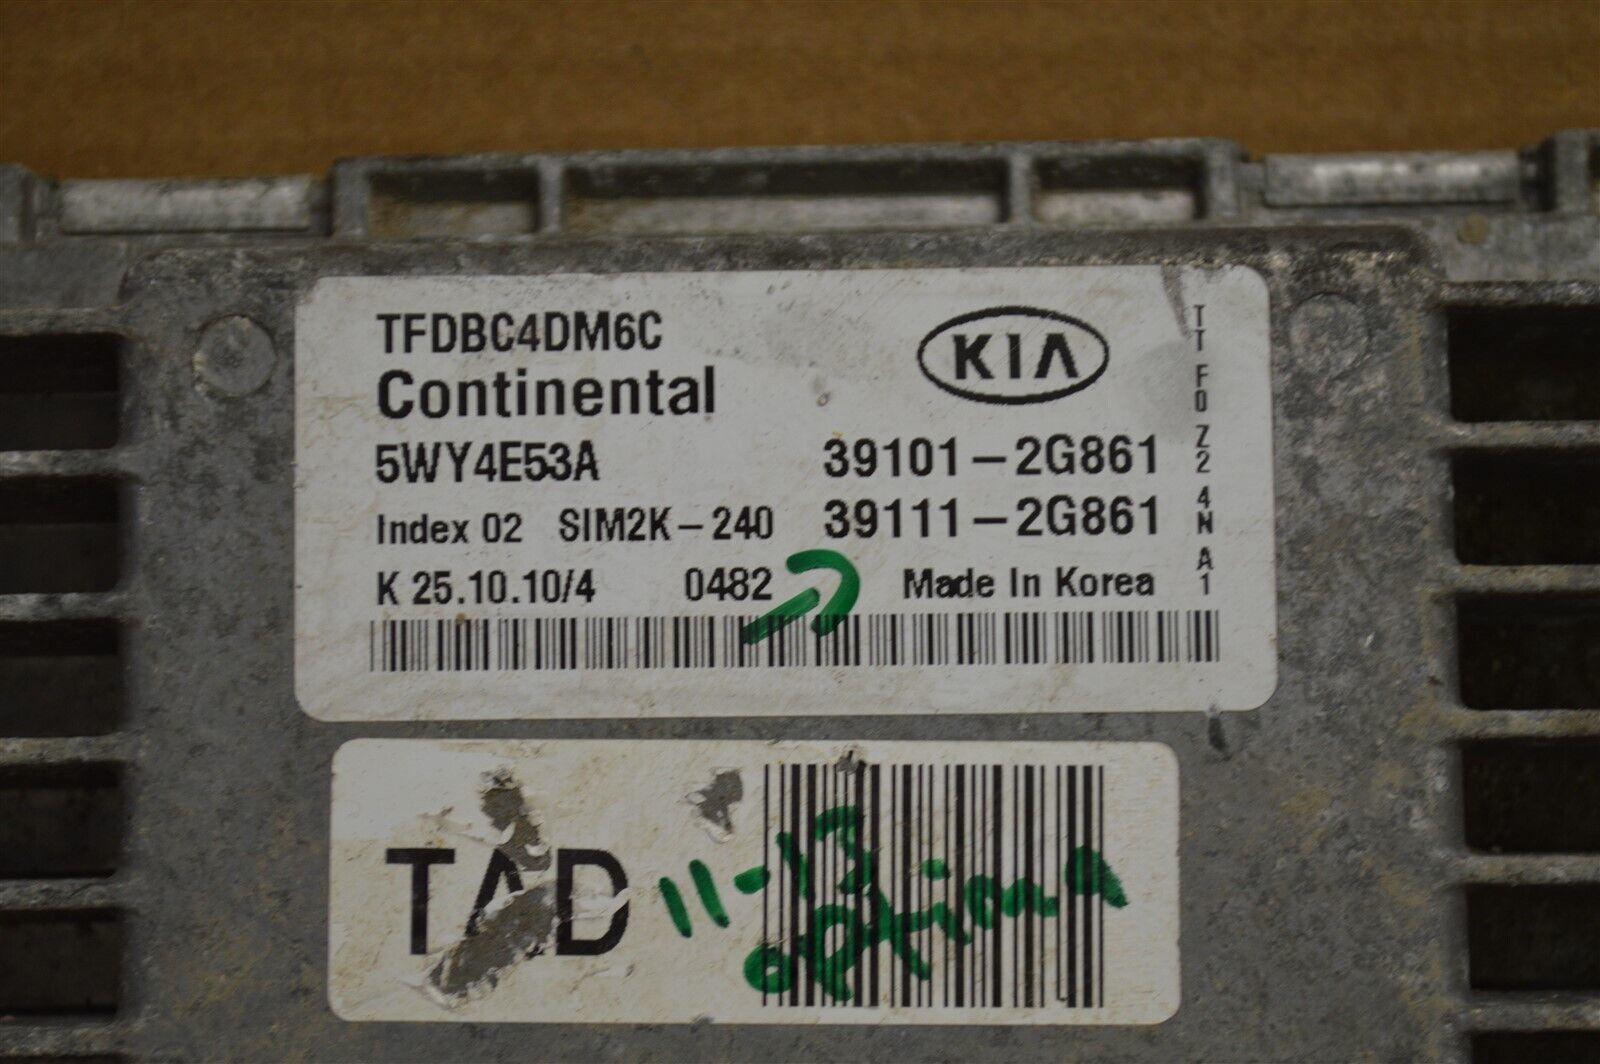 TFDBC4DM6C
KIA
Continental
5WY4E53A 39101-2G861
Index 02 SIM2K-240 39111-2G861
K 25.10.10/4 0482 Made In Korea
TT F0 Z2 4N A1
TAD
11-13
optima